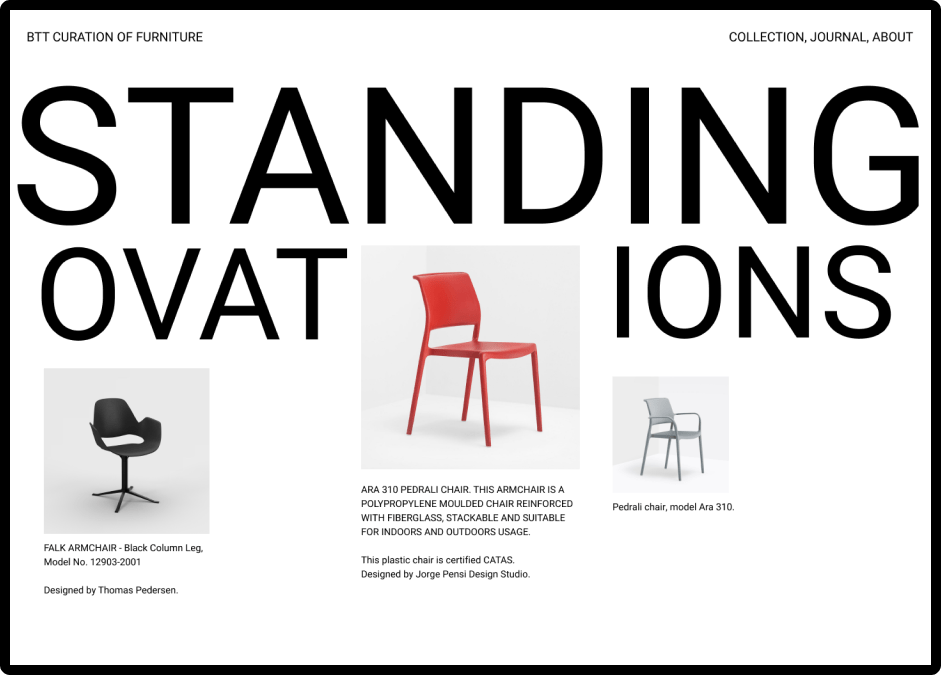 BTT CURATION OF FURNITURE
COLLECTION, JOURNAL, ABOUT
STANDING
OVAT IONS
FALK ARMCHAIR - Black Column Leg,
Model No. 12903-2001
Designed by Thomas Pedersen.
ARA 310 PEDRALI CHAIR. THIS ARMCHAIR IS A
POLYPROPYLENE MOULDED CHAIR REINFORCED
WITH FIBERGLASS, STACKABLE AND SUITABLE
FOR INDOORS AND OUTDOORS USAGE.
This plastic chair is certified CATAS.
Designed by Jorge Pensi Design Studio.
Pedrali chair, model Ara 310.